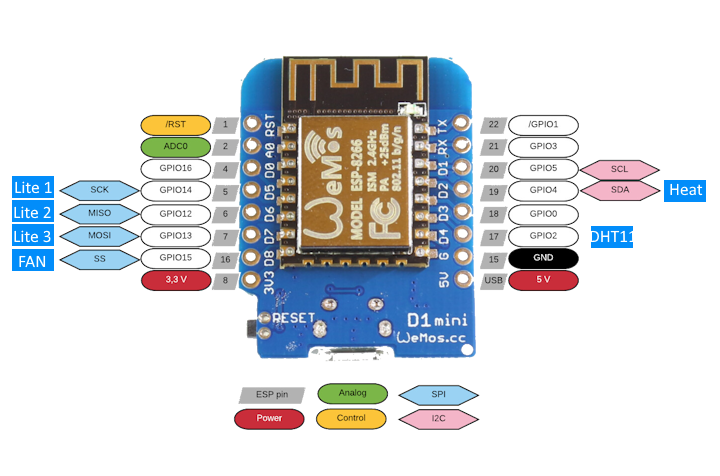 /RST 1 RST TX 22 /GPIO1
ADC0 2 A0 RX 21 GPIO3
GPIO16 4 D0 D1 20 GPIO5 SCL
Lite 1 SCK GPIO14 5 D5 D2 19 GPIO4 SDA Heat
Lite 2 MISO GPIO12 6 D6 D3 18 GPIO0
Lite 3 MOSI GPIO13 7 D7 D4 17 GPIO2 DHT11
FAN SS GPIO15 16 D8 G 15 GND
3,3 V 8 3V3 5V USB 5 V
WeMos
MODEL ESP-8266
ISM 2.4GHz
PA +25dBm
802.11 b/g/n
FC
RESET
D1 mini
WeMos.cc
ESP pin Analog SPI
Power Control I2C